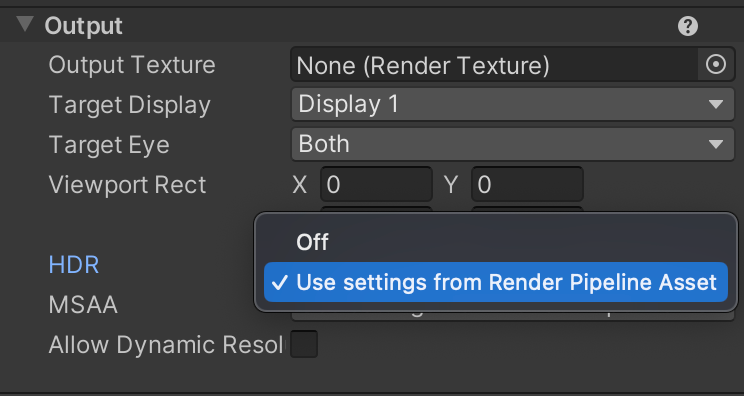 Output
Output Texture None (Render Texture)
Target Display Display 1
Target Eye Both
Viewport Rect X 0 Y 0
Off
HDR ✓ Use settings from Render Pipeline Asset
MSAA
Allow Dynamic Resol